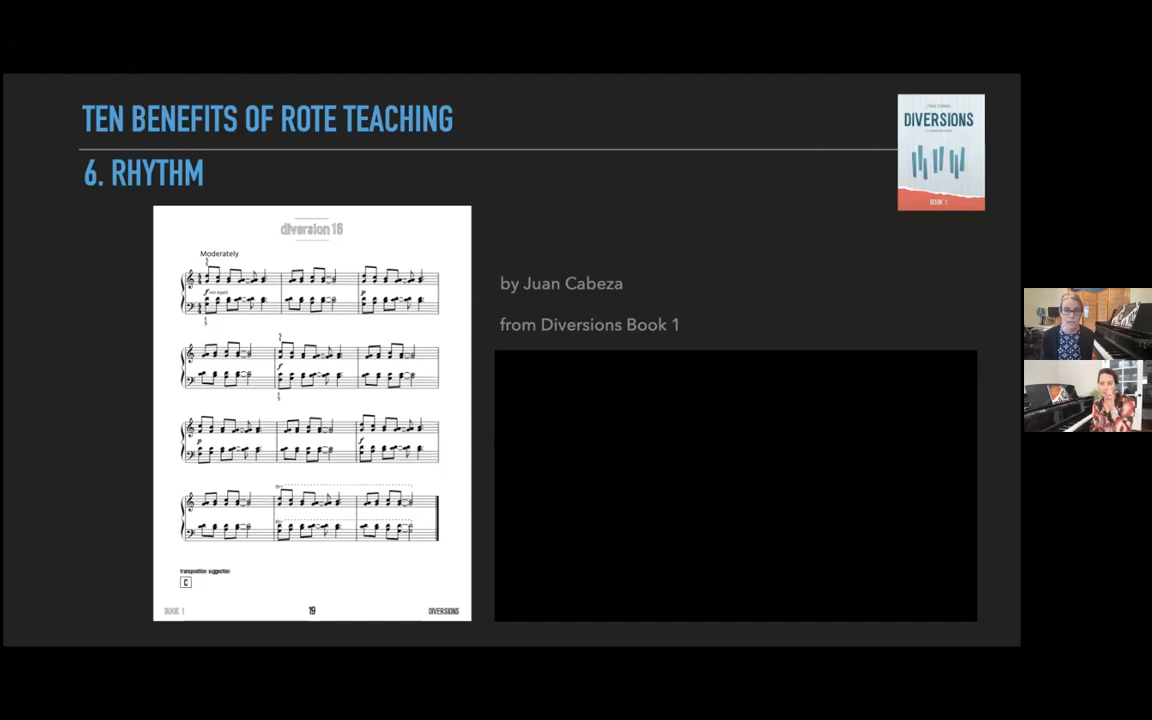 TEN BENEFITS OF ROTE TEACHING
6. RHYTHM
DIVERSIONS
BOOK 1
diversion 16
Moderately
by Juan Cabeza
from Diversions Book 1
transposition suggestion
C
BOOK 1
19
DIVERSIONS